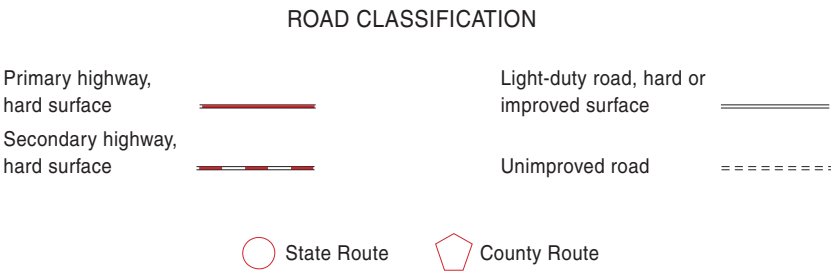 ROAD CLASSIFICATION
Primary highway,
hard surface
Secondary highway,
hard surface
Light-duty road, hard or
improved surface
Unimproved road
State Route
County Route